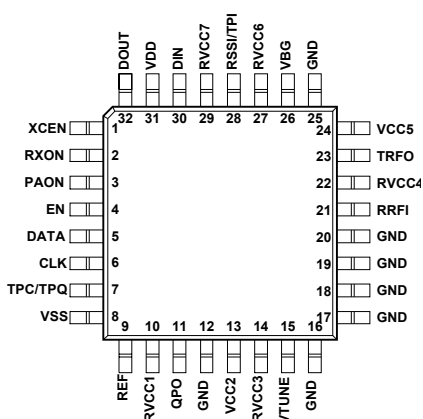 DOUT
VDD
DIN
RVCC7
RSSI/TPI
RVCC6
VBG
GND
32 31 30 29 28 27 26 25
XCEN 1
RXON 2
PAON 3
EN 4
DATA 5
CLK 6
TPC/TPQ 7
VSS 8
24 VCC5
23 TRFO
22 RVCC4
21 RRFI
20 GND
19 GND
18 GND
17 GND
9 10 11 12 13 14 15 16
REF
RVCC1
QPO
GND
VCC2
RVCC3
VTUNE
GND